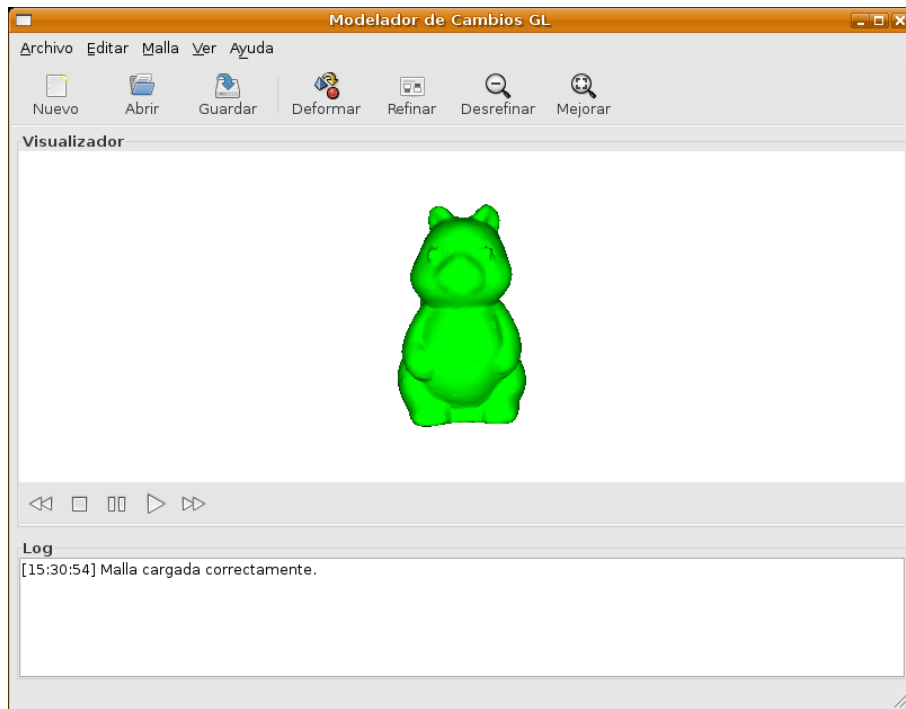 Modelador de Cambios GL
Archivo Editar Malla Ver Ayuda
Nuevo Abrir Guardar Deformar Refinar Desrefinar Mejorar
Visualizador
Log
[15:30:54] Malla cargada correctamente.